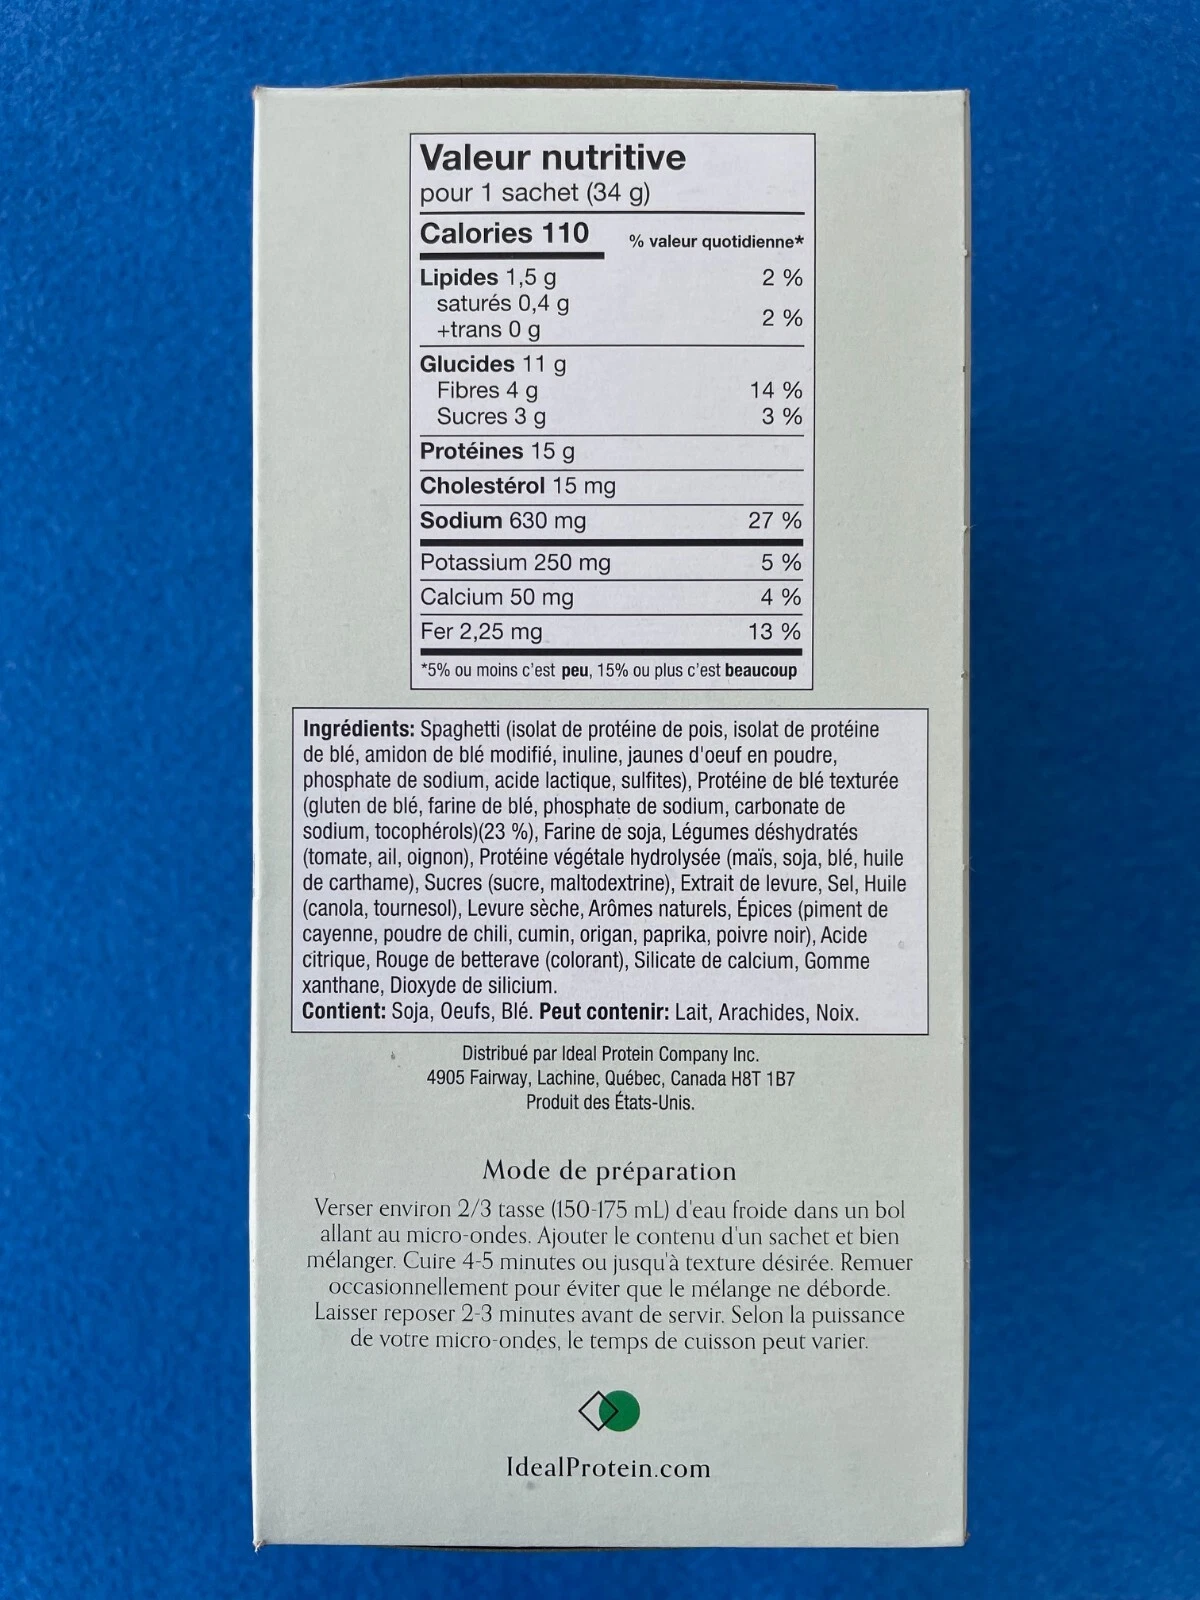 Valeur nutritive
pour 1 sachet (34 g)
Calories 110
% valeur quotidienne*
Lipides 1,5 g 2 %
saturés 0,4 g
+trans 0 g 2 %
Glucides 11 g
Fibres 4 g 14 %
Sucres 3 g 3 %
Protéines 15 g
Cholestérol 15 mg
Sodium 630 mg 27 %
Potassium 250 mg 5 %
Calcium 50 mg 4 %
Fer 2,25 mg 13 %
*5% ou moins c'est peu, 15% ou plus c'est beaucoup
Ingrédients: Spaghetti (isolat de protéine de pois, isolat de protéine
de blé, amidon de blé modifié, inuline, jaunes d'oeuf en poudre,
phosphate de sodium, acide lactique, sulfites), Protéine de blé texturée
(gluten de blé, farine de blé, phosphate de sodium, carbonate de
sodium, tocophérols)(23 %), Farine de soja, Légumes déshydratés
(tomate, ail, oignon), Protéine végétale hydrolysée (maïs, soja, blé, huile
de carthame), Sucres (sucre, maltodextrine), Extrait de levure, Sel, Huile
(canola, tournesol), Levure sèche, Arômes naturels, Épices (piment de
cayenne, poudre de chili, cumin, origan, paprika, poivre noir), Acide
citrique, Rouge de betterave (colorant), Silicate de calcium, Gomme
xanthane, Dioxyde de silicium.
Contient: Soja, Oeufs, Blé. Peut contenir: Lait, Arachides, Noix.
Distribué par Ideal Protein Company Inc.
4905 Fairway, Lachine, Québec, Canada H8T 1B7
Produit des États-Unis.
Mode de préparation
Verser environ 2/3 tasse (150-175 mL) d'eau froide dans un bol
allant au micro-ondes. Ajouter le contenu d'un sachet et bien
mélanger. Cuire 4-5 minutes ou jusqu'à texture désirée. Remuer
occasionnellement pour éviter que le mélange ne déborde.
Laisser reposer 2-3 minutes avant de servir. Selon la puissance
de votre micro-ondes, le temps de cuisson peut varier.
IdealProtein.com